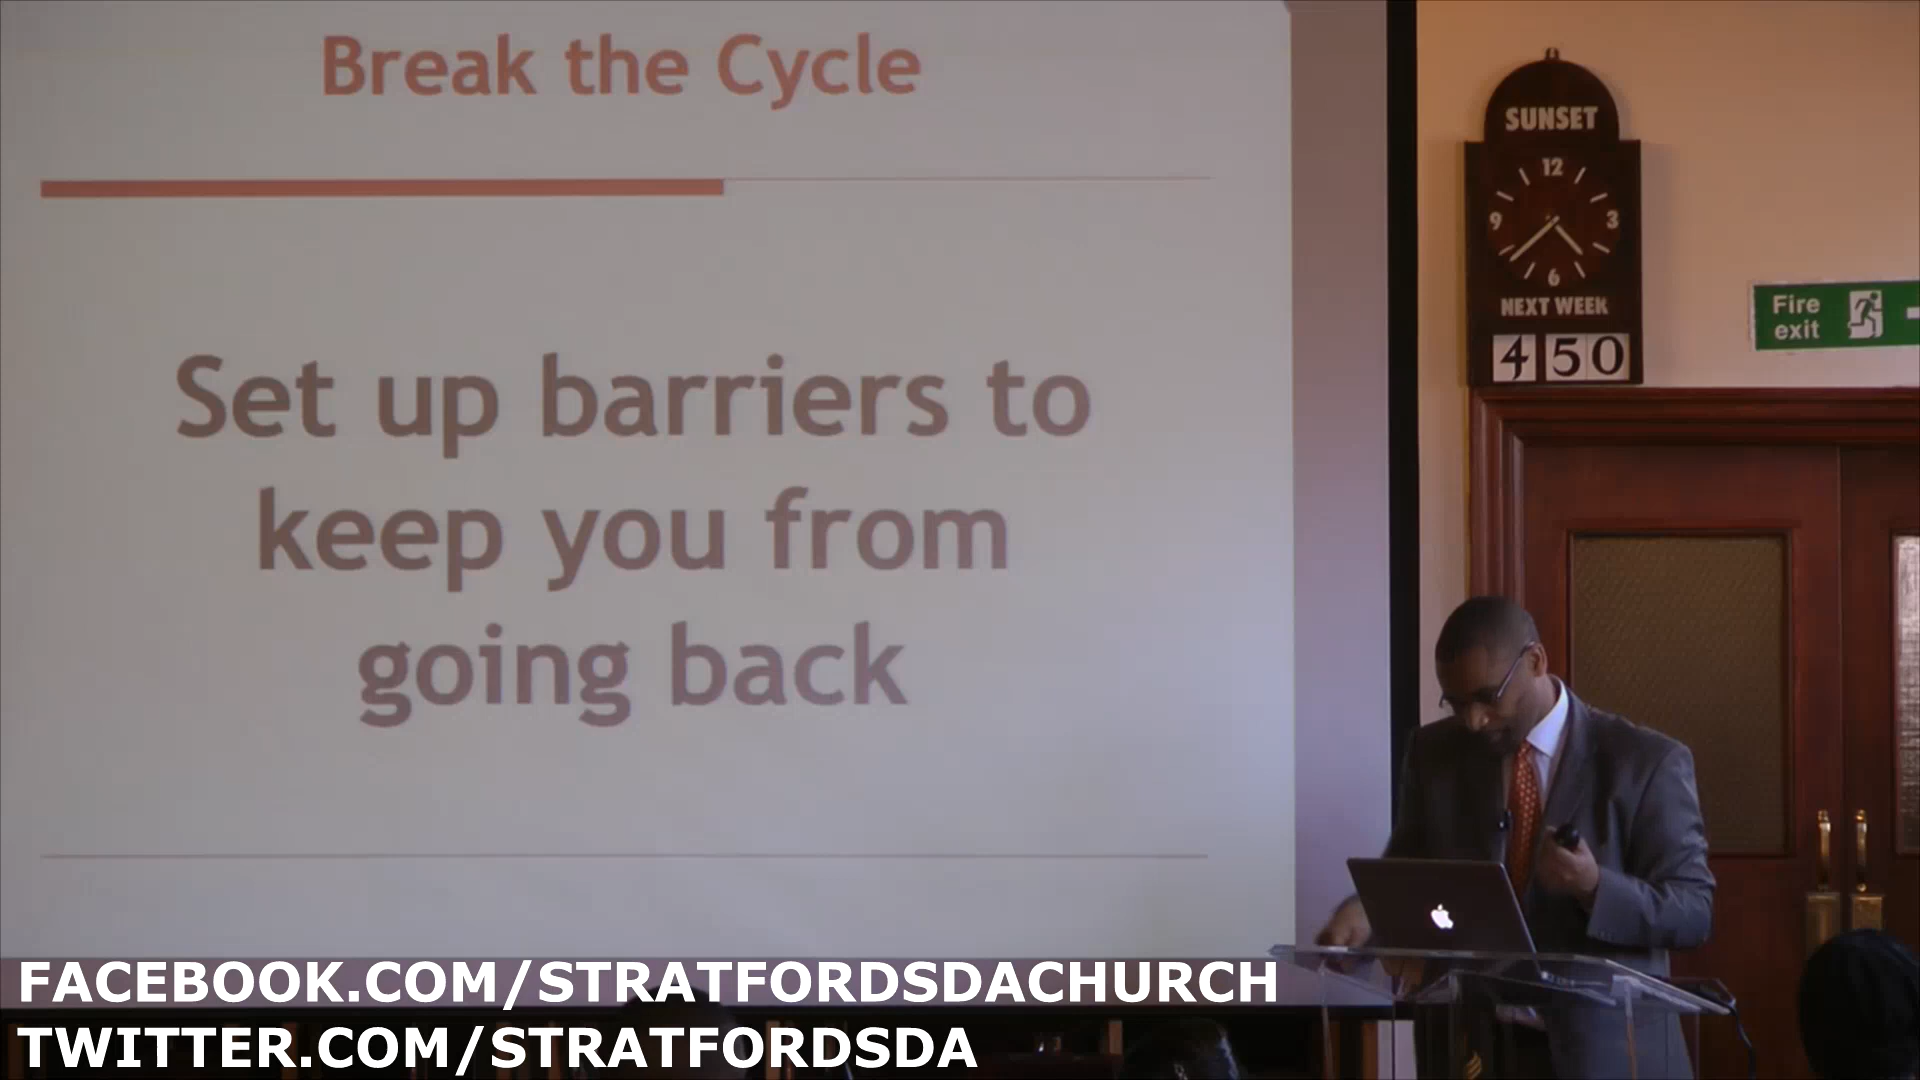 Break the Cycle
Set up barriers to
keep you from
going back
SUNSET
12
9 3
6
NEXT WEEK
4 50
Fire
exit
FACEBOOK.COM/STRATFORDSDACHURCH
TWITTER.COM/STRATFORDSDA